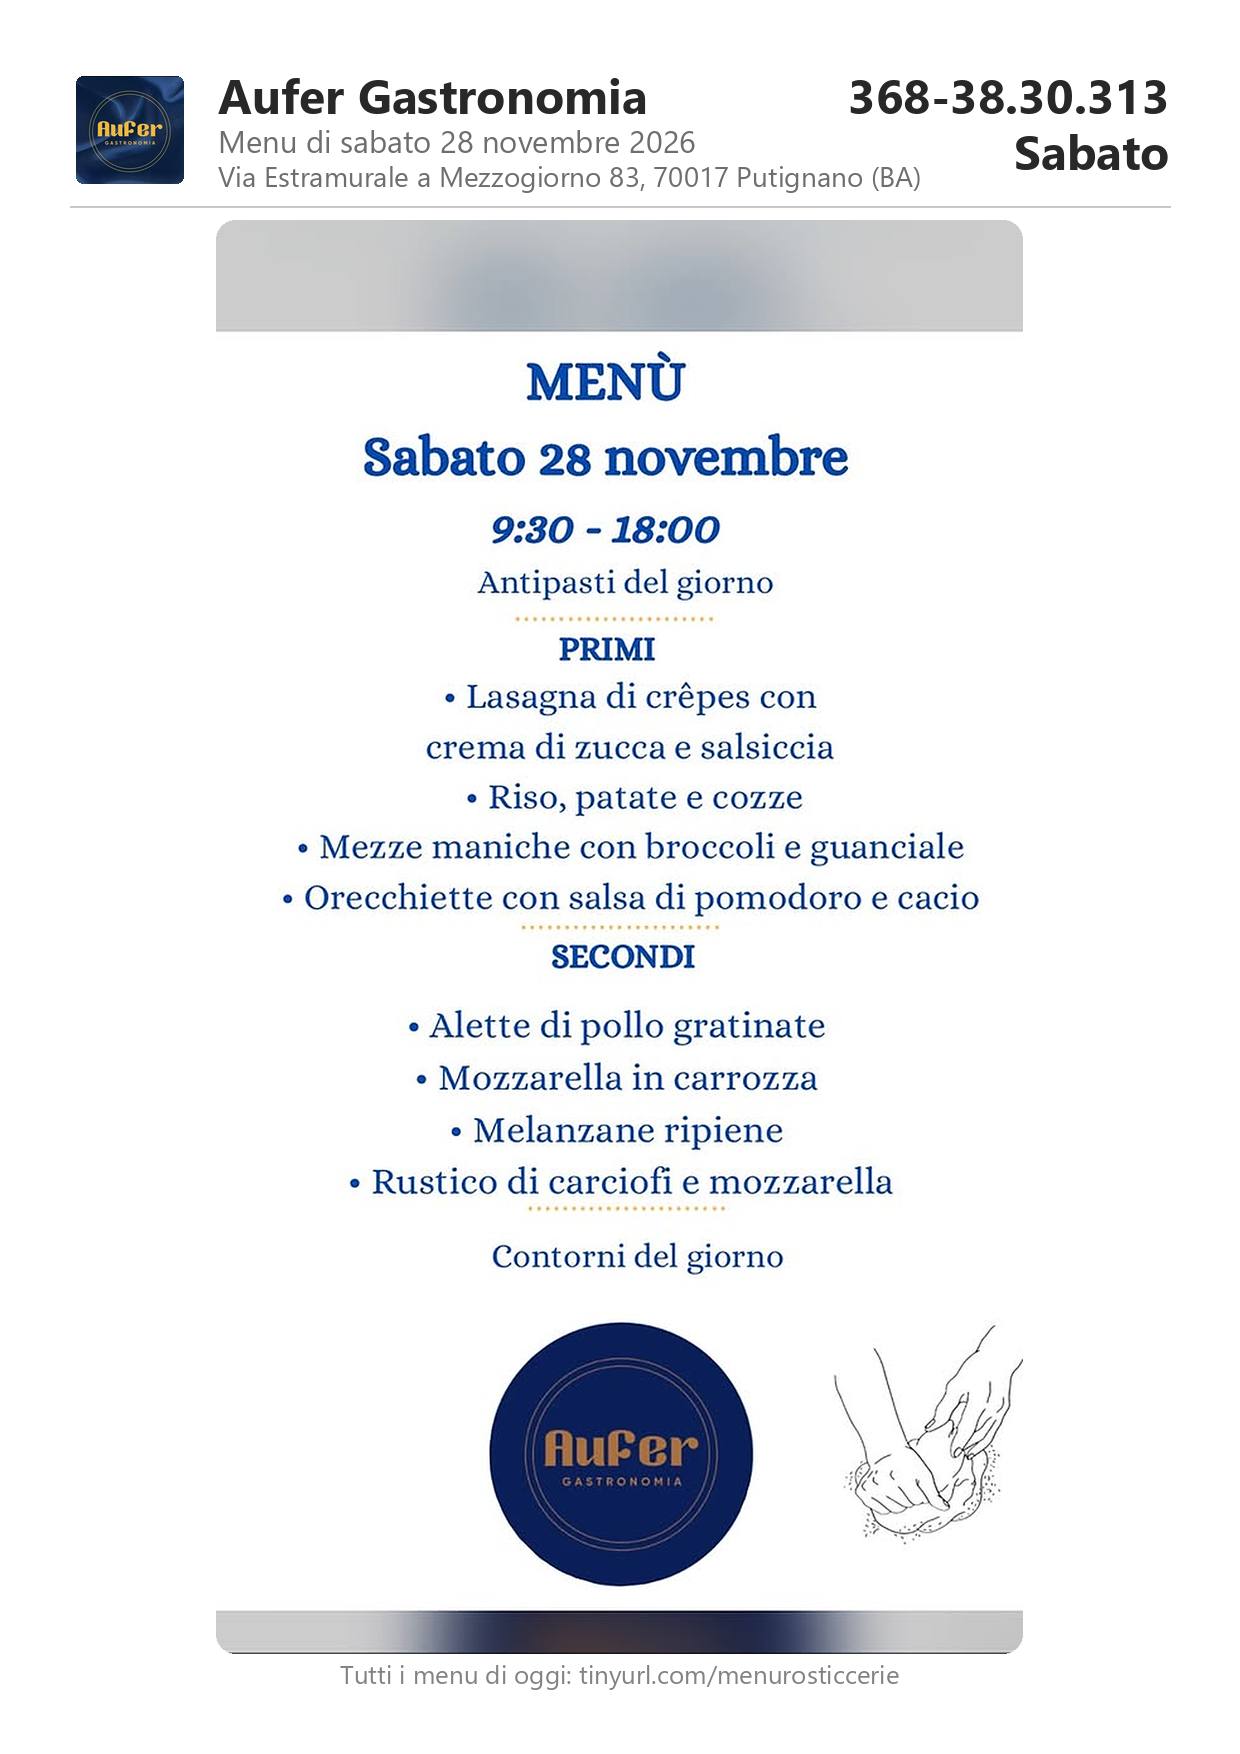 Aufer
GASTRONOMIA
Aufer Gastronomia
Menu di sabato 28 novembre 2026
Via Estramurale a Mezzogiorno 83, 70017 Putignano (BA)
368-38.30.313
Sabato
MENÙ
Sabato 28 novembre
9:30 - 18:00
Antipasti del giorno
PRIMI
• Lasagna di crêpes con
crema di zucca e salsiccia
• Riso, patate e cozze
• Mezze maniche con broccoli e guanciale
• Orecchiette con salsa di pomodoro e cacio
SECONDI
• Alette di pollo gratinate
• Mozzarella in carrozza
• Melanzane ripiene
• Rustico di carciofi e mozzarella
Contorni del giorno
Aufer
GASTRONOMIA
Tutti i menu di oggi: tinyurl.com/menurosticcerie